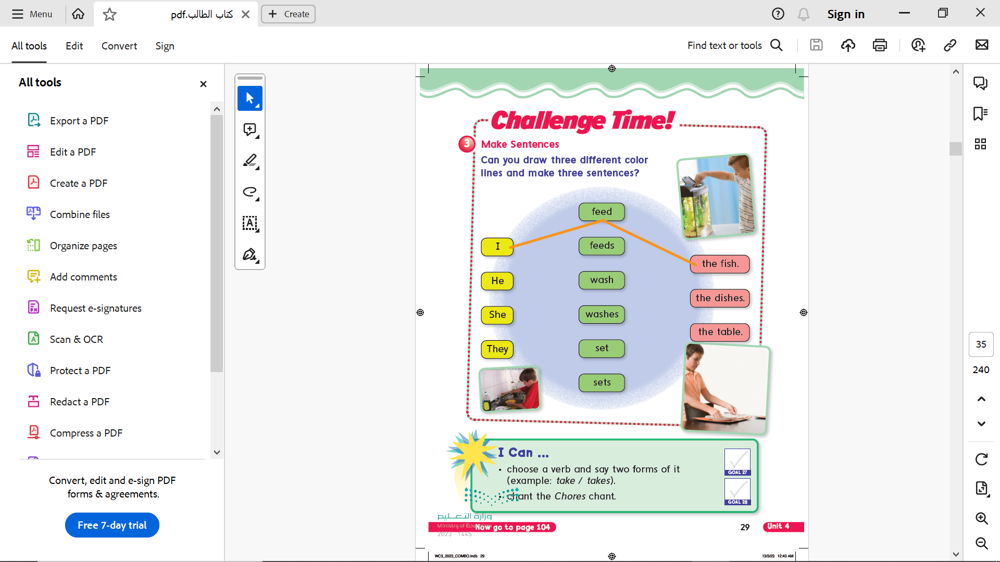 Menu
كتاب الطالب.pdf
Create
Sign in
All tools
Edit
Convert
Sign
Find text or tools
All tools
Export a PDF
Edit a PDF
Create a PDF
Combine files
Organize pages
Add comments
Request e-signatures
Scan & OCR
Protect a PDF
Redact a PDF
Compress a PDF
Convert, edit and e-sign PDF
forms & agreements.
Free 7-day trial
Challenge Time!
3 Make Sentences
Can you draw three different color
lines and make three sentences?
I
He
She
They
feed
feeds
wash
washes
set
sets
the fish.
the dishes.
the table.
I Can ...
• choose a verb and say two forms of it
(example: take / takes).
• chant the Chores chant.
GOAL 27
GOAL 28
وزارة التعليم
Ministry of Education
2023 - 1445
Now go to page 104
29
Unit 4
WC3_2023_COMBO.indb 29
13/3/23 12:43 AM
35
240